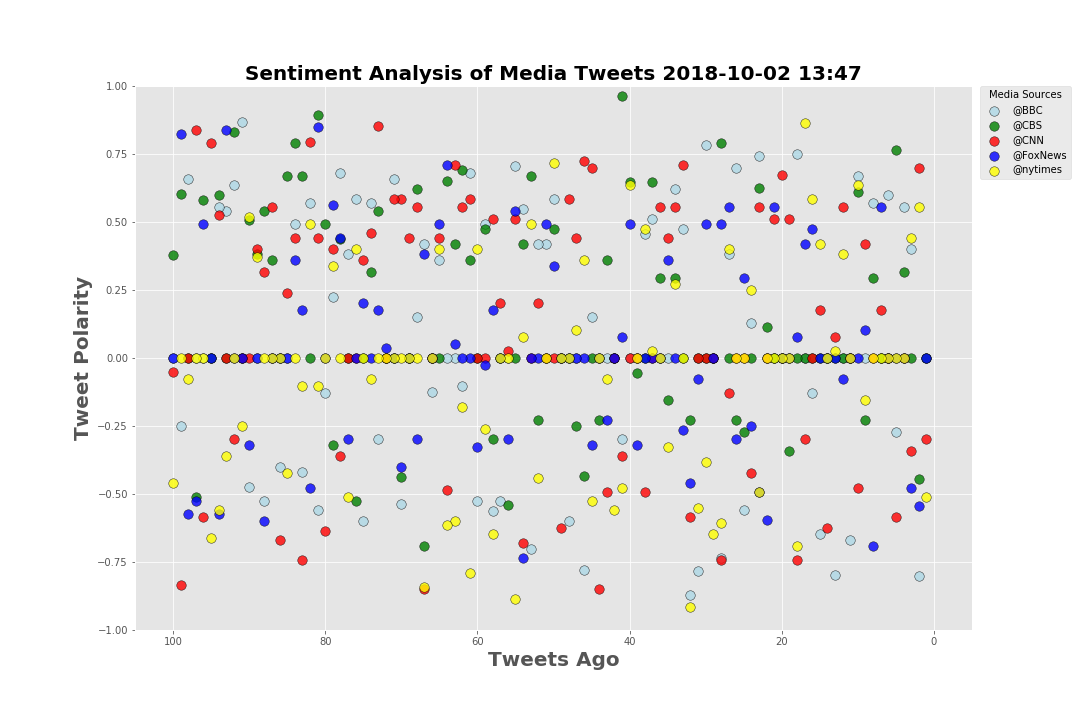 Sentiment Analysis of Media Tweets 2018-10-02 13:47
Media Sources
@BBC
@CBS
@CNN
@FoxNews
@nytimes
Tweet Polarity
1.00
0.75
0.50
0.25
0.00
−0.25
−0.50
−0.75
−1.00
100 80 60 40 20 0
Tweets Ago